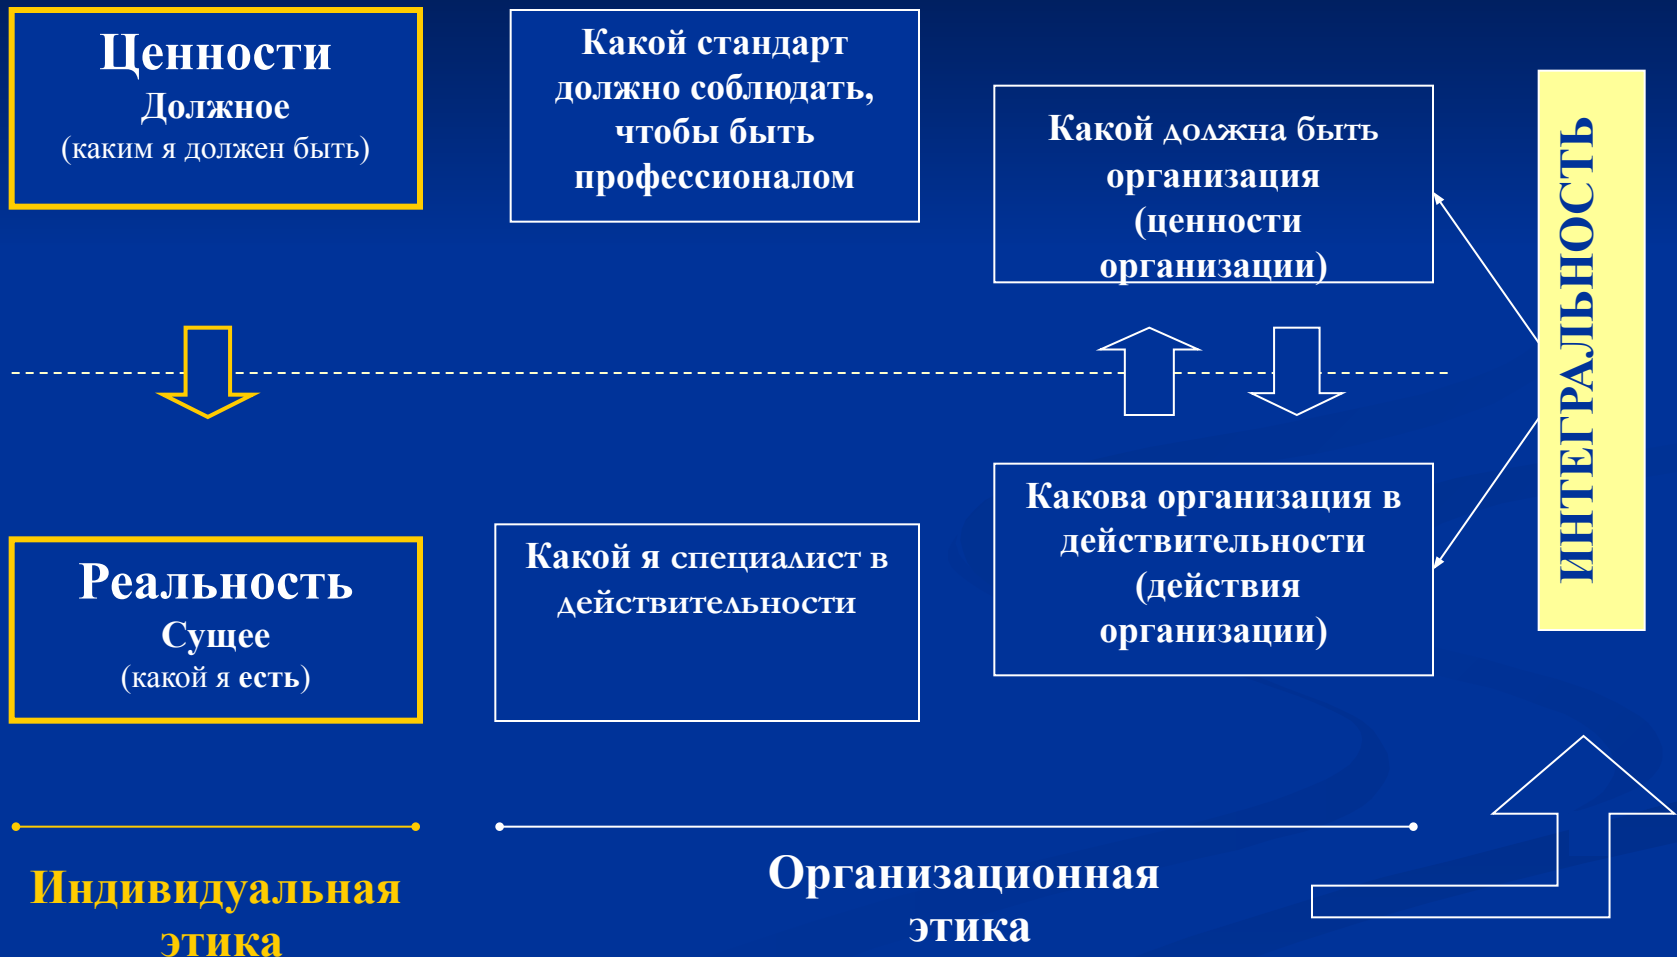 Ценности
Должное
(каким я должен быть)
Какой стандарт
должно соблюдать,
чтобы быть
профессионалом
Какой должна быть
организация
(ценности
организации)
ИНТЕГРАЛЬНОСТЬ
Реальность
Сущее
(какой я есть)
Какой я специалист в
действительности
Какова организация в
действительности
(действия
организации)
Индивидуальная
этика
Организационная
этика